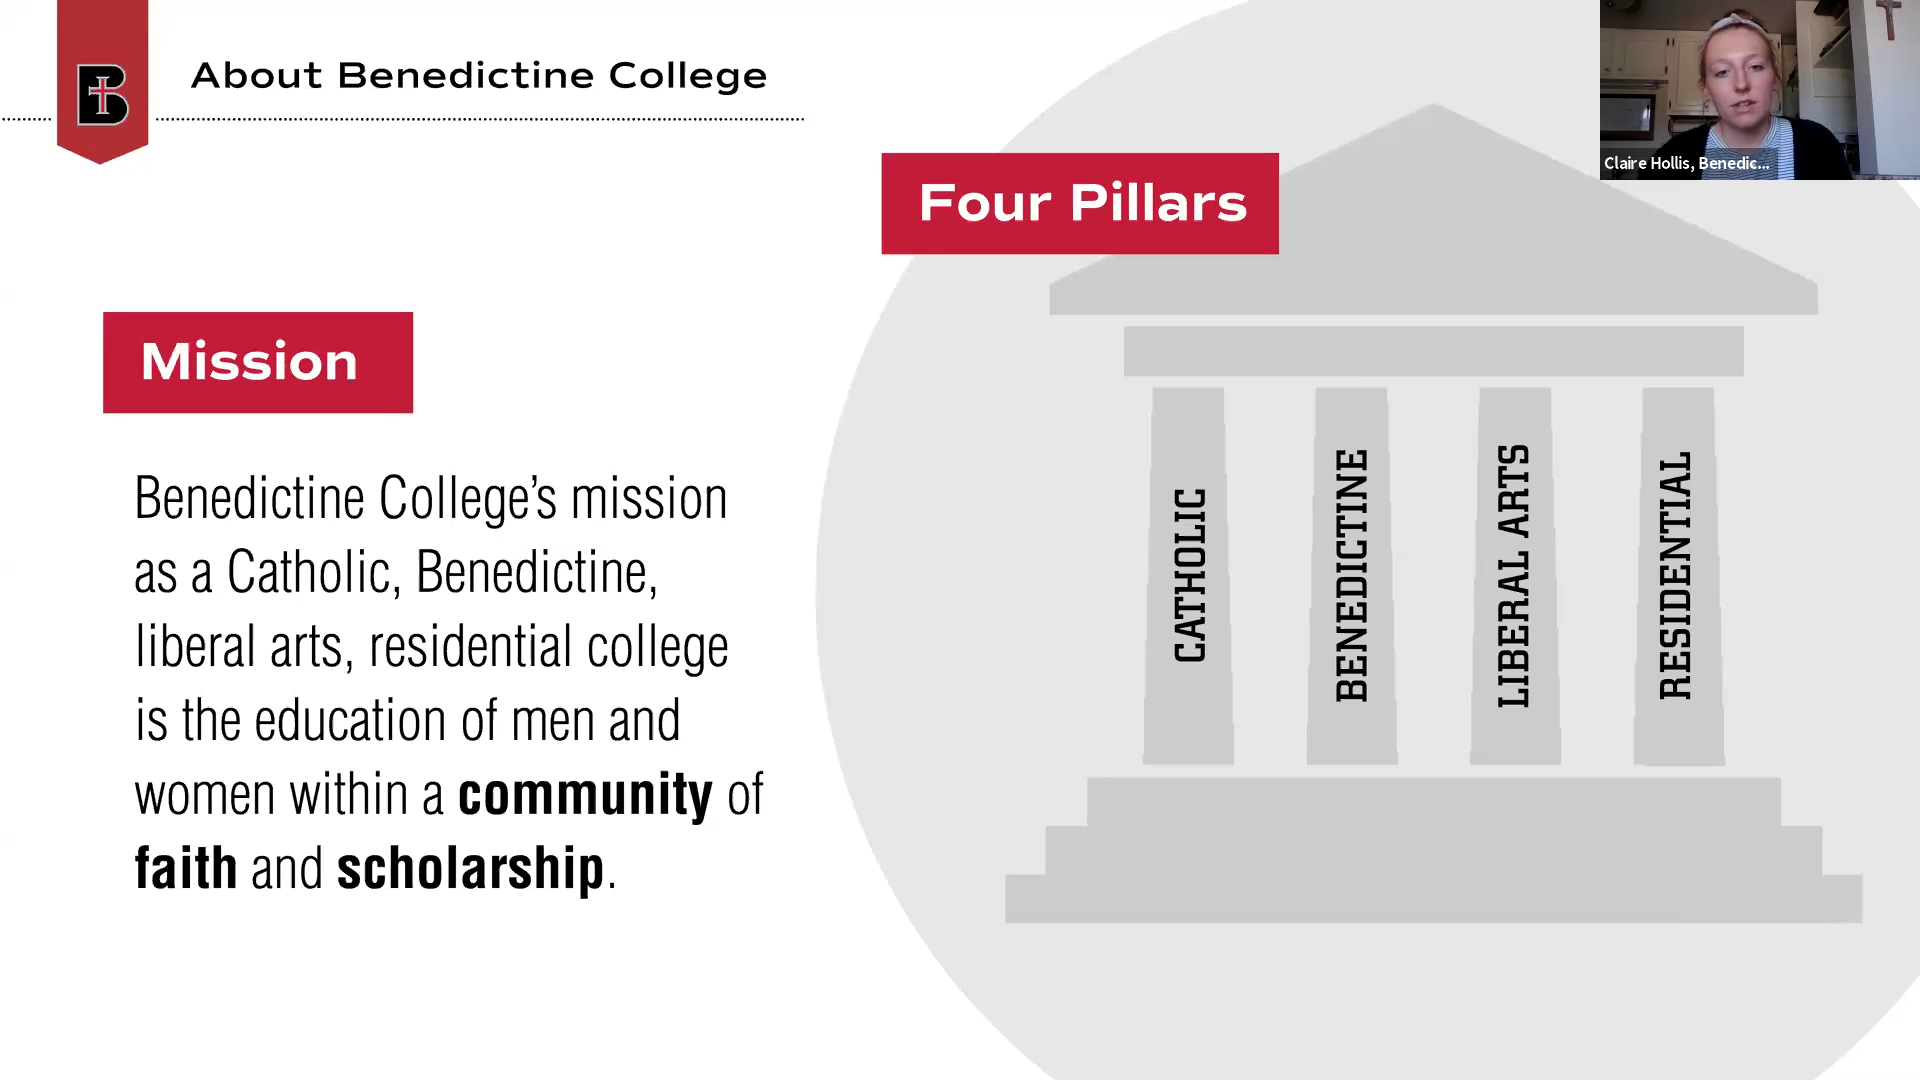 About Benedictine College
Four Pillars
Mission
Benedictine College’s mission
as a Catholic, Benedictine,
liberal arts, residential college
is the education of men and
women within a community of
faith and scholarship.
CATHOLIC
BENEDICTINE
LIBERAL ARTS
RESIDENTIAL
Claire Hollis, Benedic...
B